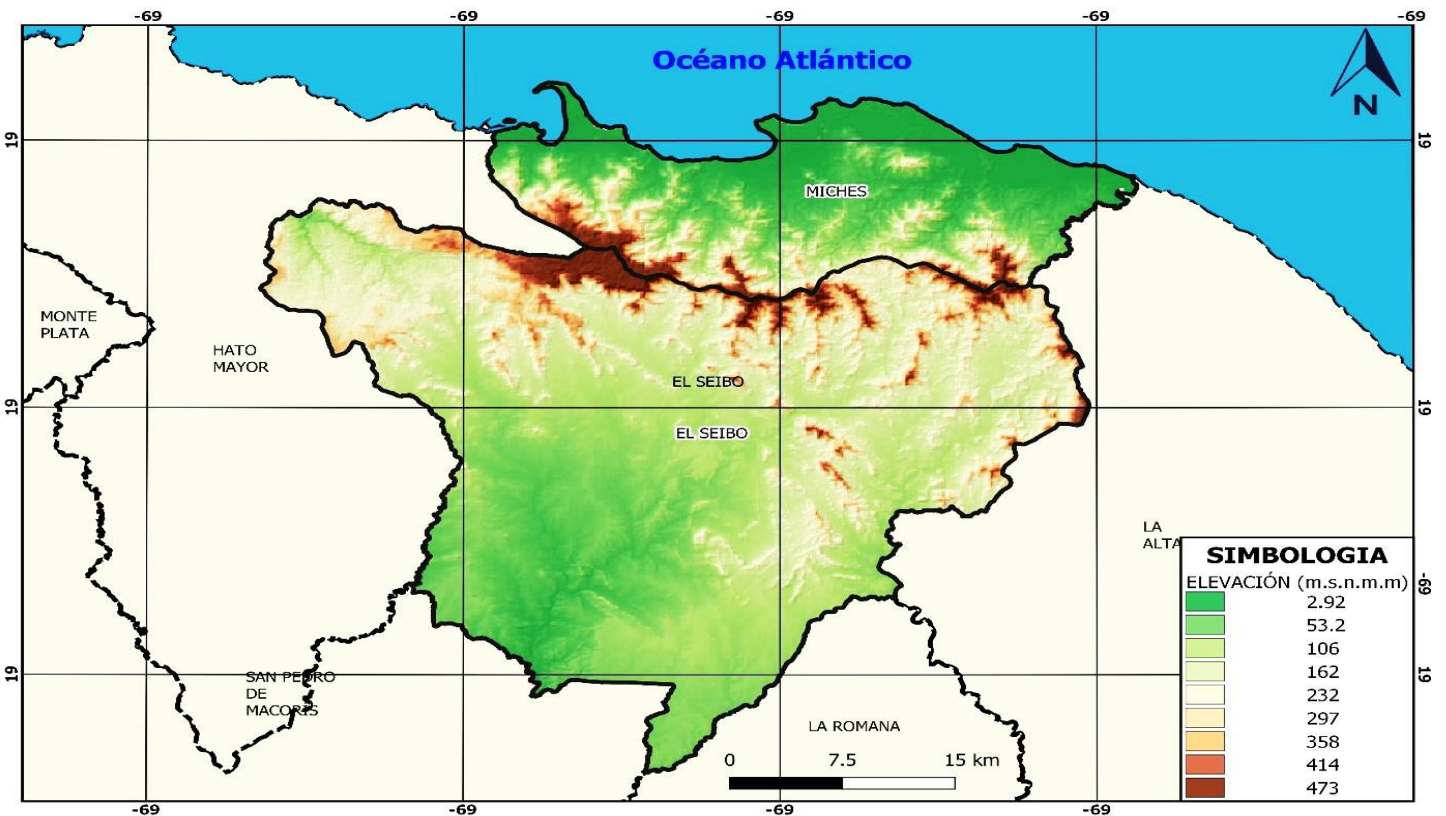 -69 -69 -69 -69 -69
Océano Atlántico
N
19 19
MICHES
MONTE
PLATA
HATO
MAYOR
EL SEIBO
19 19
EL SEIBO
LA
ALTA
SIMBOLOGIA
ELEVACIÓN (m.s.n.m.m)
2.92
53.2
106
162
232
297
358
414
473
-69
19 19
SAN PEDRO
DE
MACORIS
LA ROMANA
0 7.5 15 km
-69 -69 -69 -69